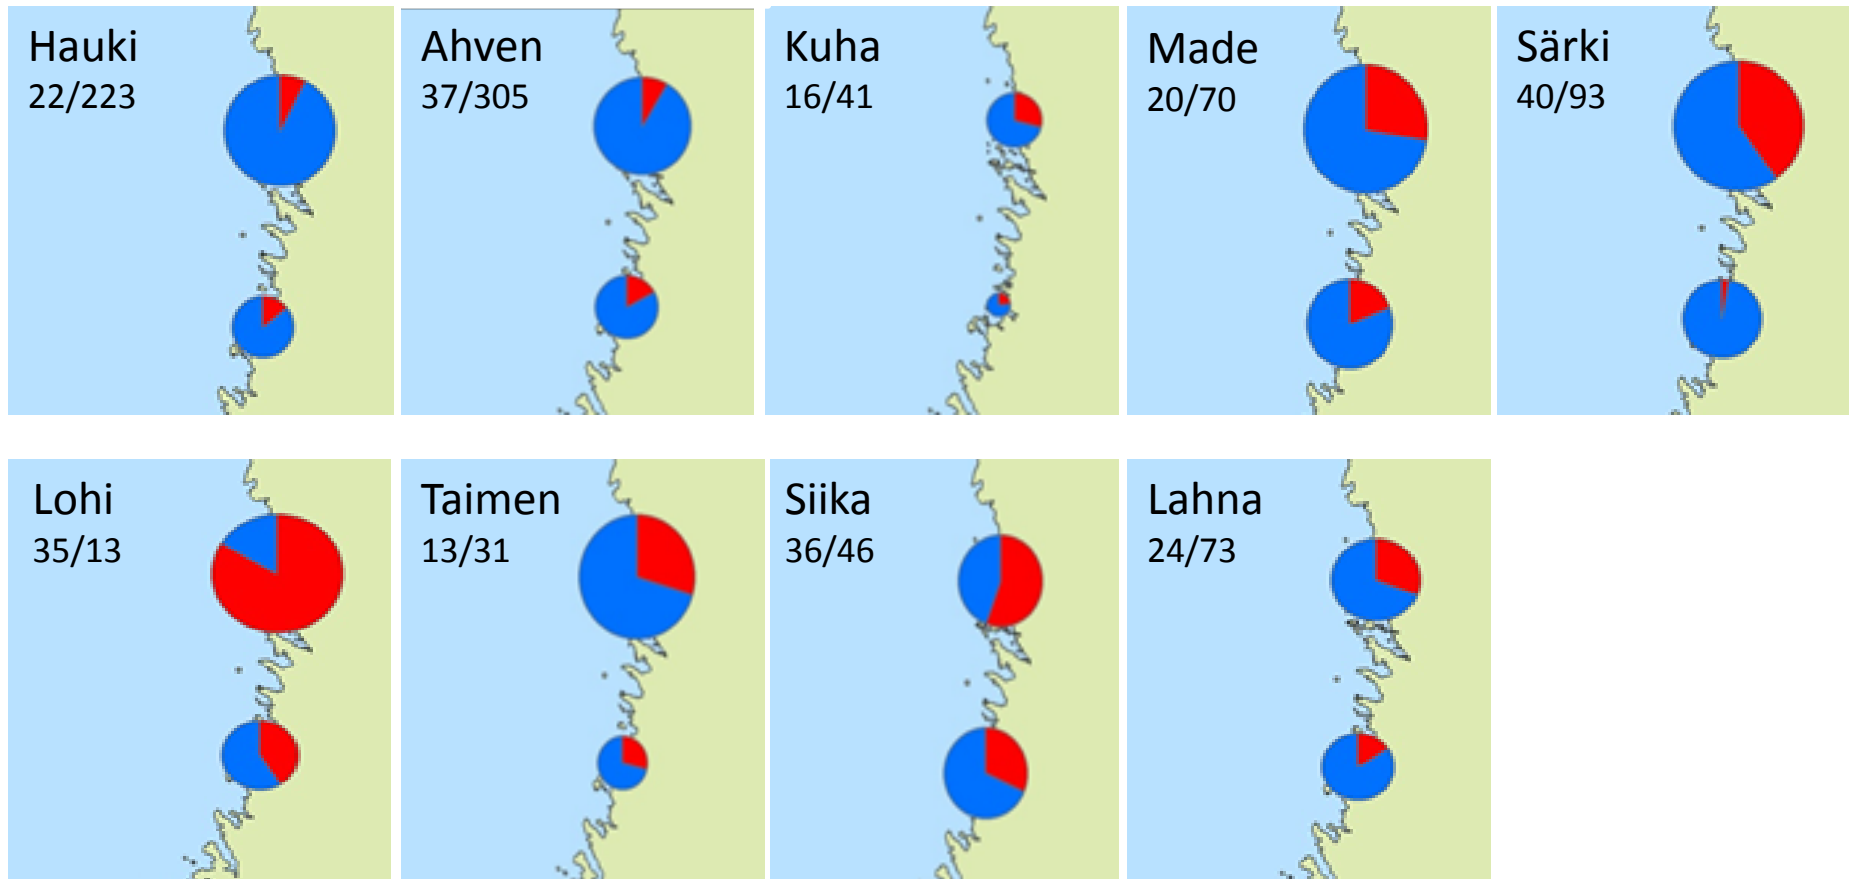 Hauki
22/223
Ahven
37/305
Kuha
16/41
Made
20/70
Särki
40/93
Lohi
35/13
Taimen
13/31
Siika
36/46
Lahna
24/73